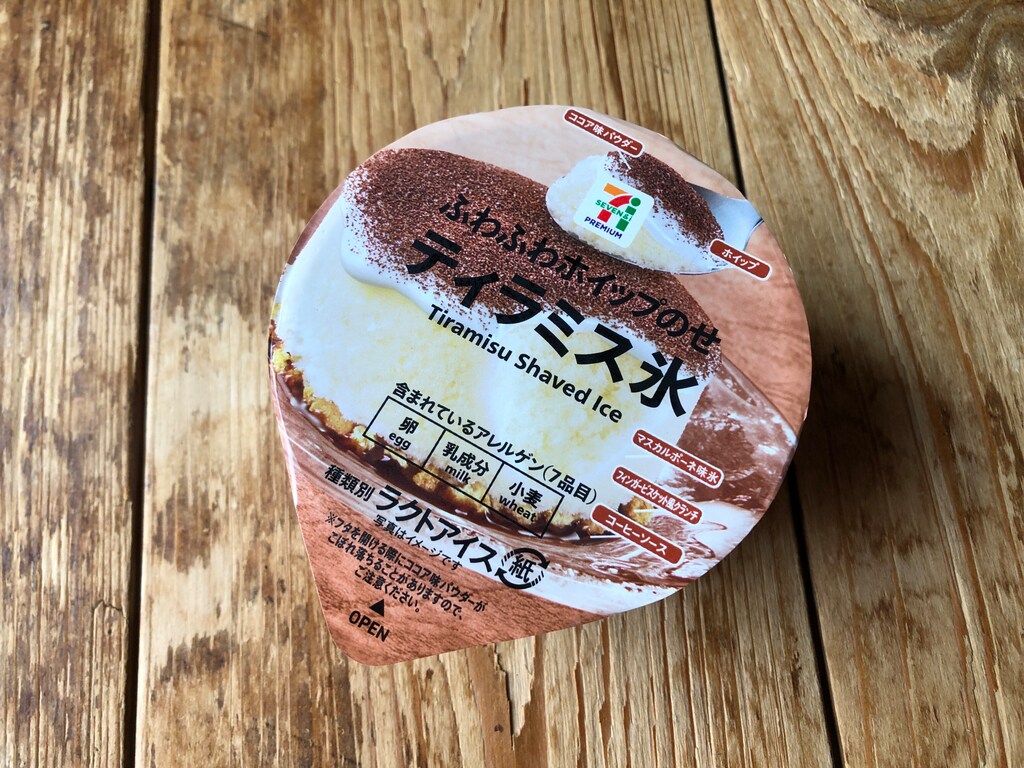 ココア味パウダー
7i
SEVEN&i
PREMIUM
ホイップ
ふわふわホイップのせ
ティラミス氷
Tiramisu Shaved Ice
マスカルポーネ味氷
フィンガービスケット風クランチ
コーヒーソース
含まれているアレルゲン(7品目)
卵
egg
乳成分
milk
小麦
wheat
種類別 ラクトアイス
紙
写真はイメージです
※フタを開ける際にココア味パウダーが
こぼれ落ちることがありますので、
ご注意ください。
▲
OPEN